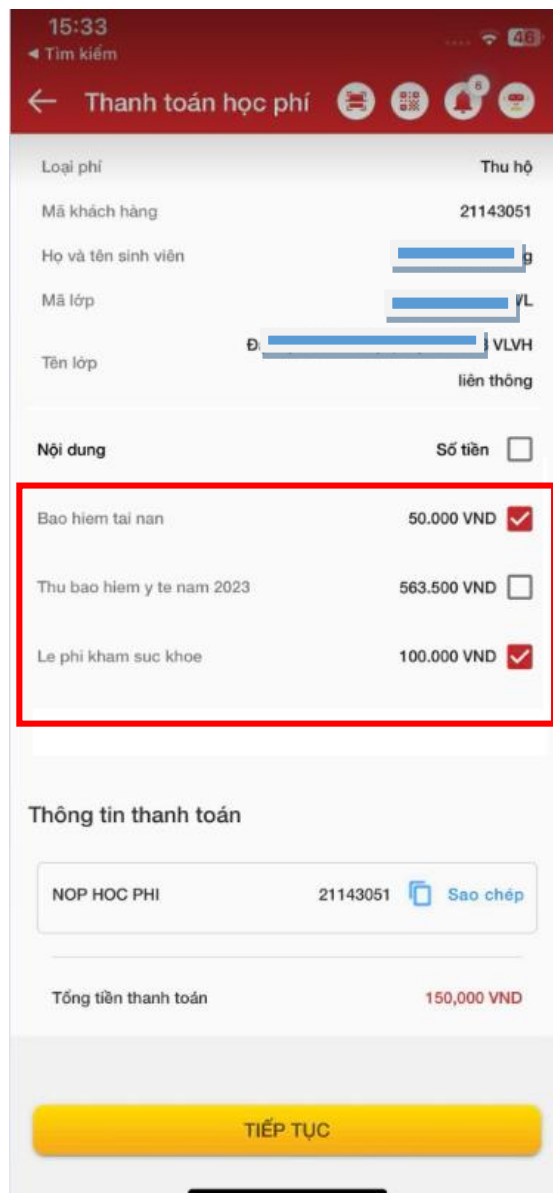 15:33
46
◄ Tìm kiếm
Thanh toán học phí
6
Loại phí Thu hộ
Mã khách hàng 21143051
Họ và tên sinh viên g
Mã lớp VL
Tên lớp VLVH
liên thông
Nội dung Số tiền
Bao hiem tai nan 50.000 VND
Thu bao hiem y te nam 2023 563.500 VND
Le phi kham suc khoe 100.000 VND
Thông tin thanh toán
NOP HOC PHI 21143051 Sao chép
Tổng tiền thanh toán 150,000 VND
TIẾP TỤC